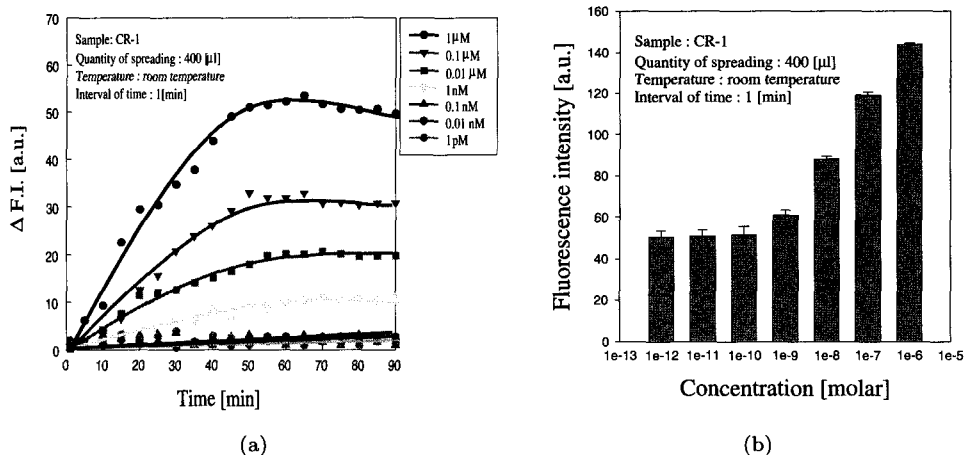 70
60
50
40
30
20
10
0
Δ F.I. [a.u.]
Sample : CR-1
Quantity of spreading : 400 [μl]
Temperature : room temperature
Interval of time : 1[min]
0 10 20 30 40 50 60 70 80 90
Time [min]
1μM
0.1μM
0.01 μM
1nM
0.1nM
0.01 nM
1pM
(a)
160
140
120
100
80
60
40
20
0
Fluorescence intensity [a.u.]
Sample : CR-1
Quantity of spreading : 400 [μl]
Temperature : room temperature
Interval of time : 1 [min]
1e-13 1e-12 1e-11 1e-10 1e-9 1e-8 1e-7 1e-6 1e-5
Concentration [molar]
(b)